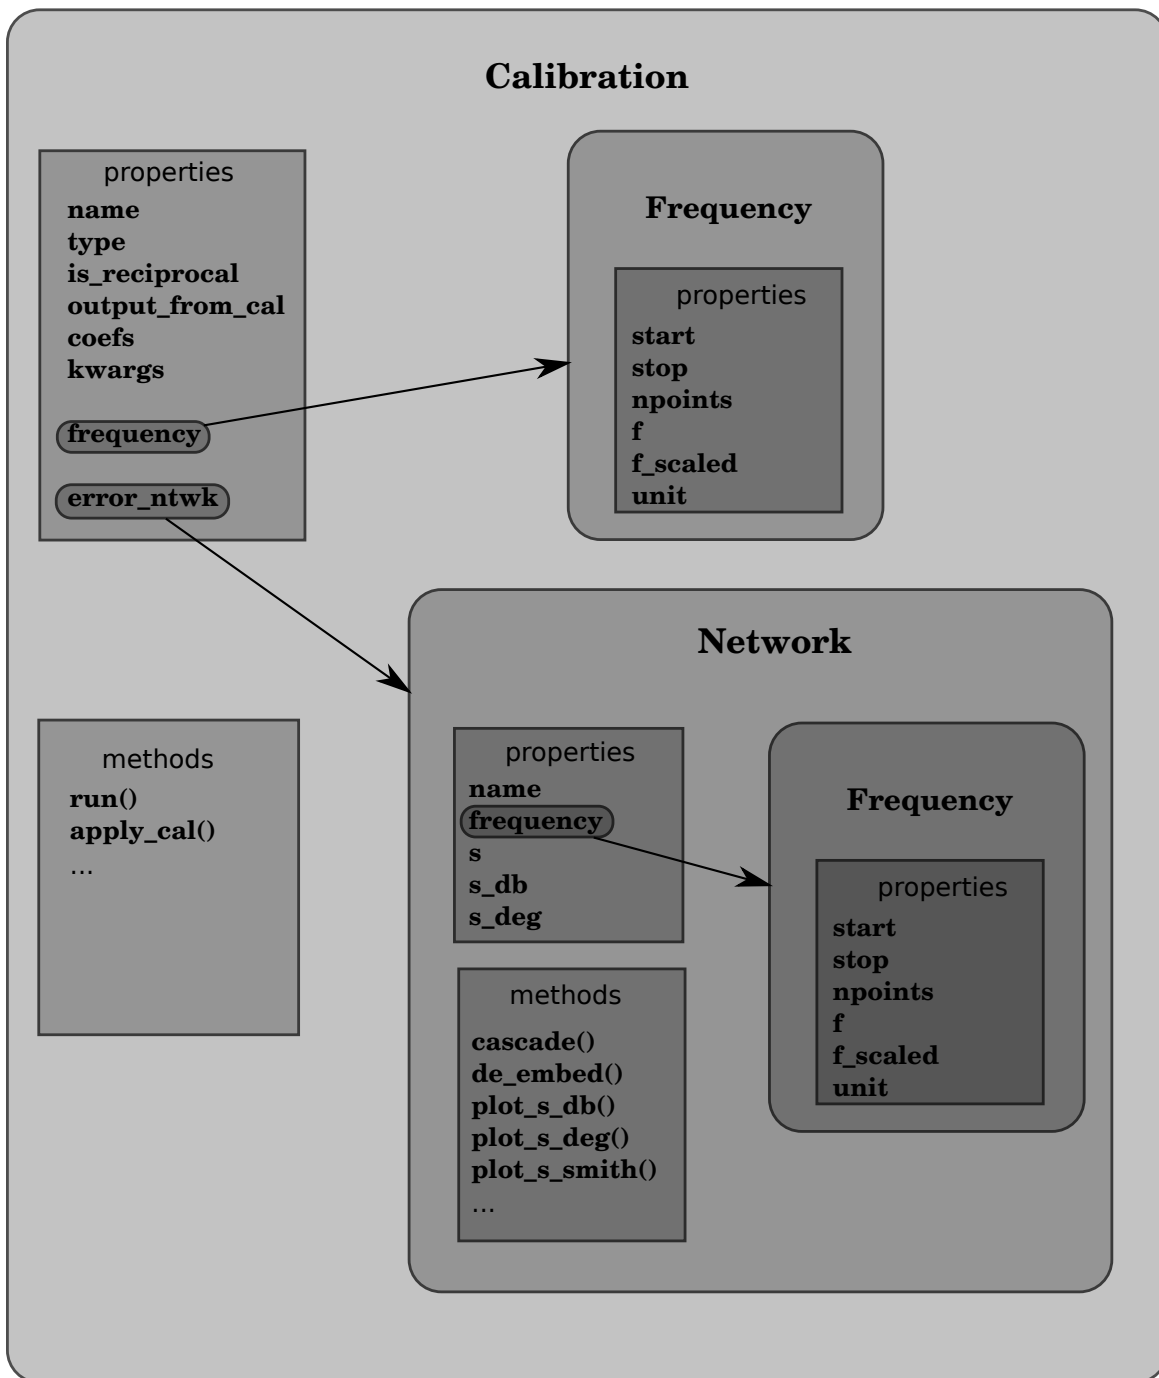 Calibration
properties
name
type
is_reciprocal
output_from_cal
coefs
kwargs
frequency
error_ntwk
Frequency
properties
start
stop
npoints
f
f_scaled
unit
methods
run()
apply_cal()
...
Network
properties
name
frequency
s
s_db
s_deg
methods
cascade()
de_embed()
plot_s_db()
plot_s_deg()
plot_s_smith()
...
Frequency
properties
start
stop
npoints
f
f_scaled
unit